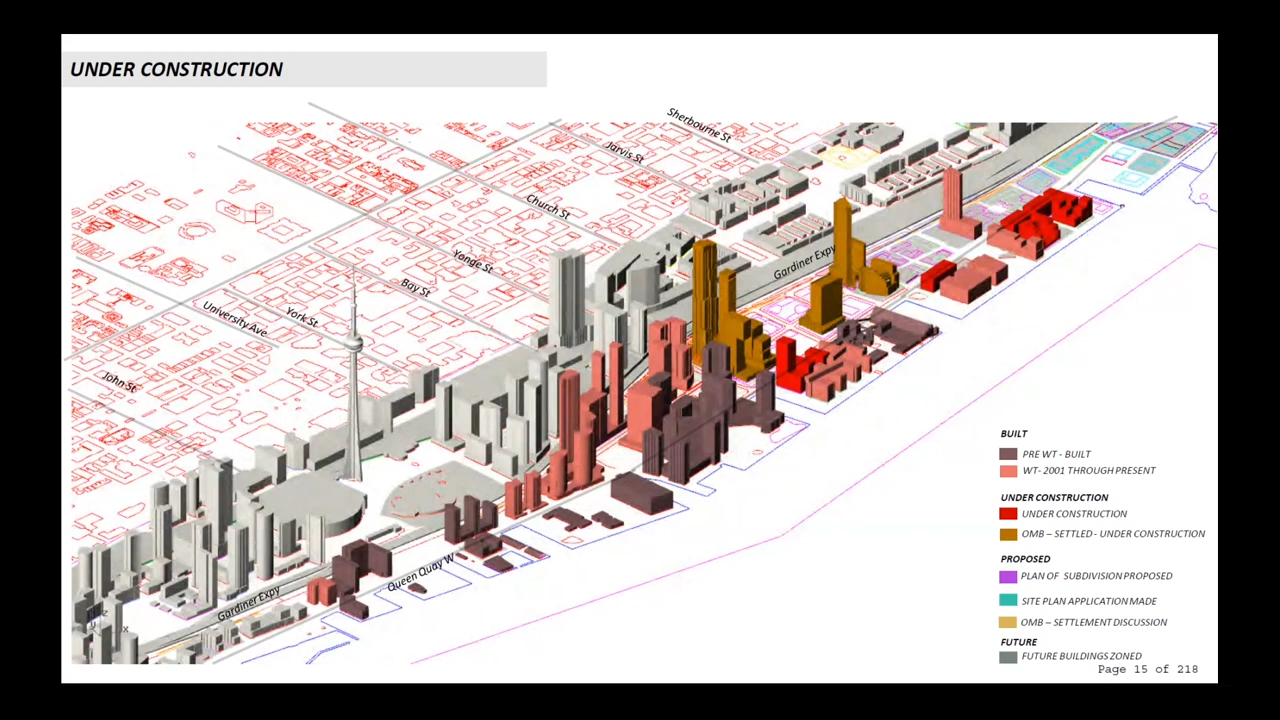 UNDER CONSTRUCTION
Sherbourne St
Jarvis St
Church St
Yonge St
Gardiner Expy
Bay St
York St
University Ave
John St
Queen Quay W
Gardiner Expy
BUILT
PRE WT - BUILT
WT- 2001 THROUGH PRESENT
UNDER CONSTRUCTION
UNDER CONSTRUCTION
OMB – SETTLED - UNDER CONSTRUCTION
PROPOSED
PLAN OF SUBDIVISION PROPOSED
SITE PLAN APPLICATION MADE
OMB – SETTLEMENT DISCUSSION
FUTURE
FUTURE BUILDINGS ZONED
Page 15 of 218